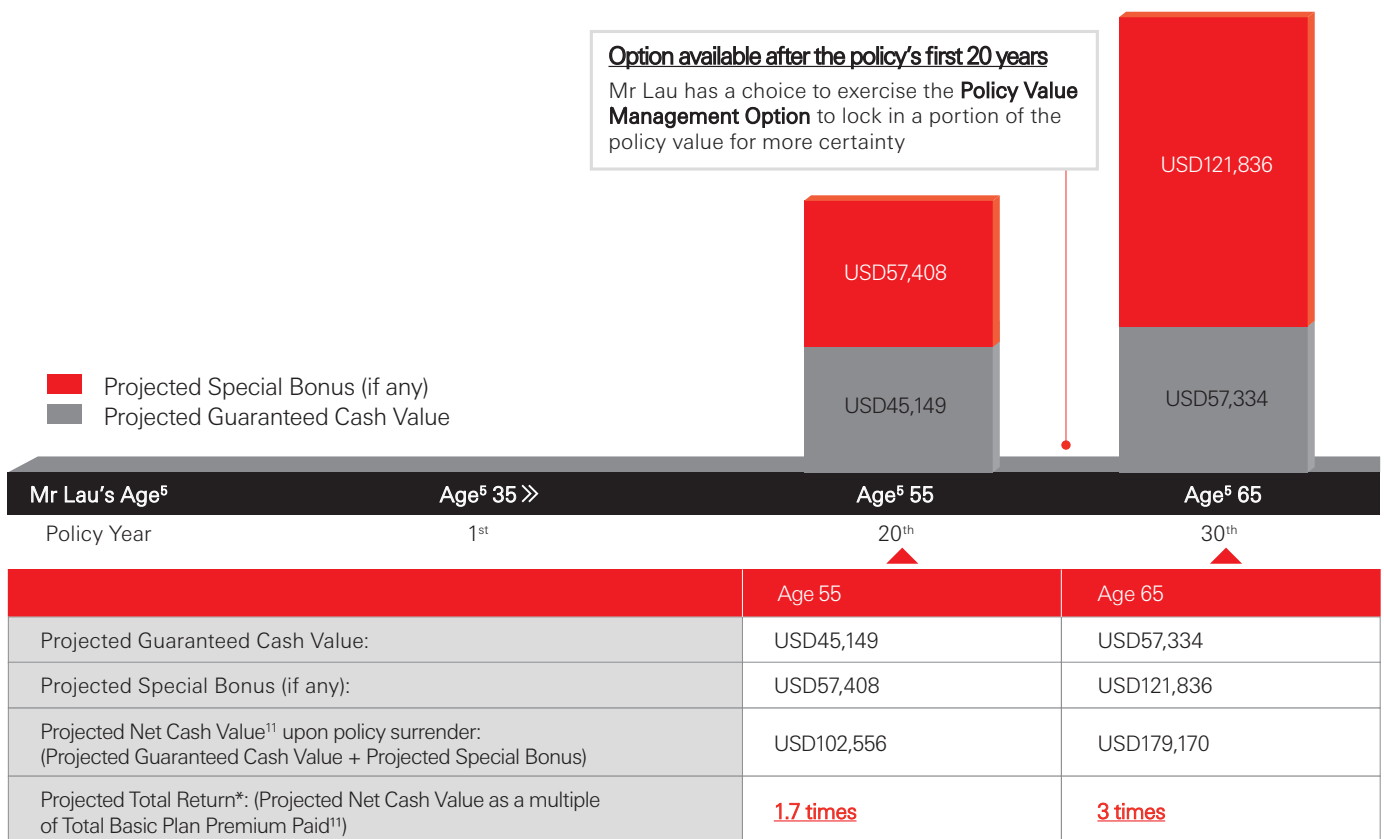 Option available after the policy's first 20 years
Mr Lau has a choice to exercise the Policy Value
Management Option to lock in a portion of the
policy value for more certainty
USD121,836
USD57,408
Projected Special Bonus (if any)
Projected Guaranteed Cash Value
USD45,149
USD57,334
Mr Lau's Age⁵ Age⁵ 35 >> Age⁵ 55 Age⁵ 65
Policy Year 1st 20th 30th
Age 55 Age 65
Projected Guaranteed Cash Value: USD45,149 USD57,334
Projected Special Bonus (if any): USD57,408 USD121,836
Projected Net Cash Value¹¹ upon policy surrender:
(Projected Guaranteed Cash Value + Projected Special Bonus) USD102,556 USD179,170
Projected Total Return*: (Projected Net Cash Value as a multiple
of Total Basic Plan Premium Paid¹¹) 1.7 times 3 times